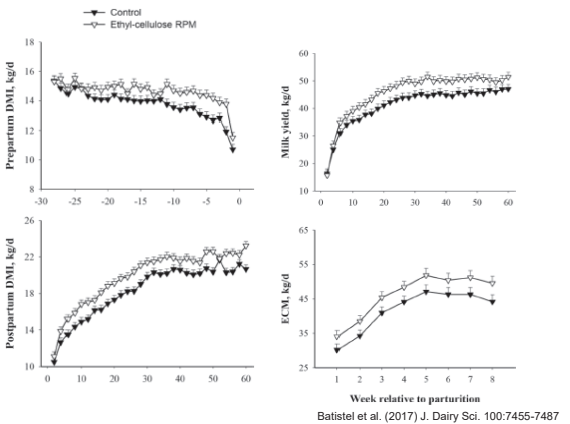 Control
Ethyl-cellulose RPM
Prepartum DMI, kg/d
18
16
14
12
10
8
-30 -25 -20 -15 -10 -5 0
Milk yield, kg/d
60
50
40
30
20
10
0 10 20 30 40 50 60
Postpartum DMI, kg/d
26
22
18
14
10
0 10 20 30 40 50 60
ECM, kg/d
65
55
45
35
25
1 2 3 4 5 6 7 8
Week relative to parturition
Batistel et al. (2017) J. Dairy Sci. 100:7455-7487